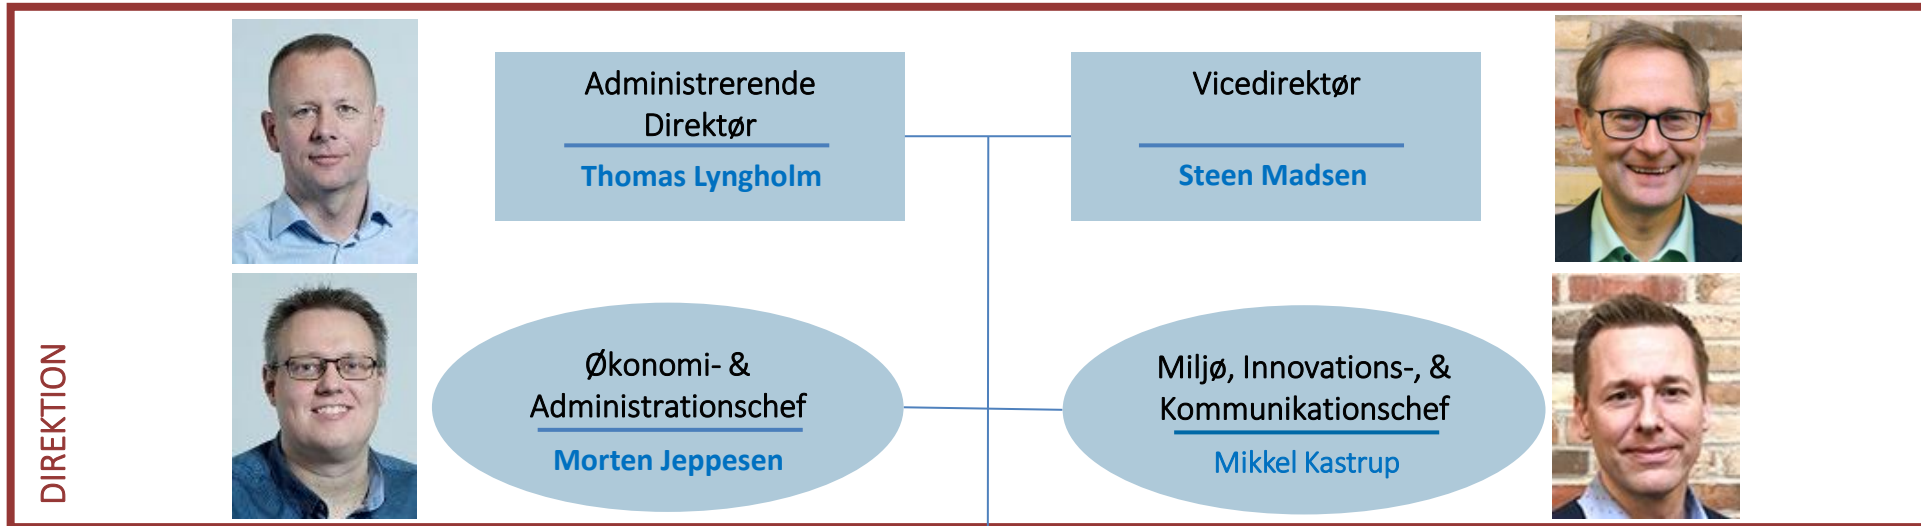 Administrerende
Direktør
Thomas Lyngholm
Vicedirektør
Steen Madsen
Økonomi- &
Administrationschef
Morten Jeppesen
Miljø, Innovations-, &
Kommunikationschef
Mikkel Kastrup
DIREKTION